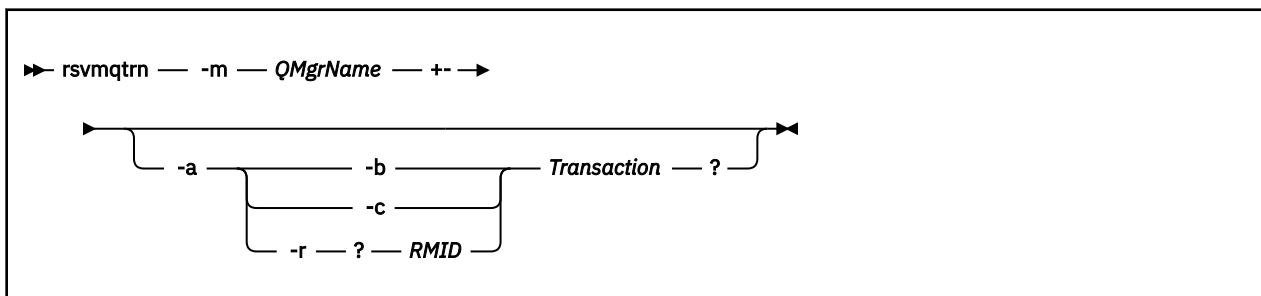 rsvmqtrn -m QMgrName +-
-a -b Transaction ?
-c
-r ? RMID